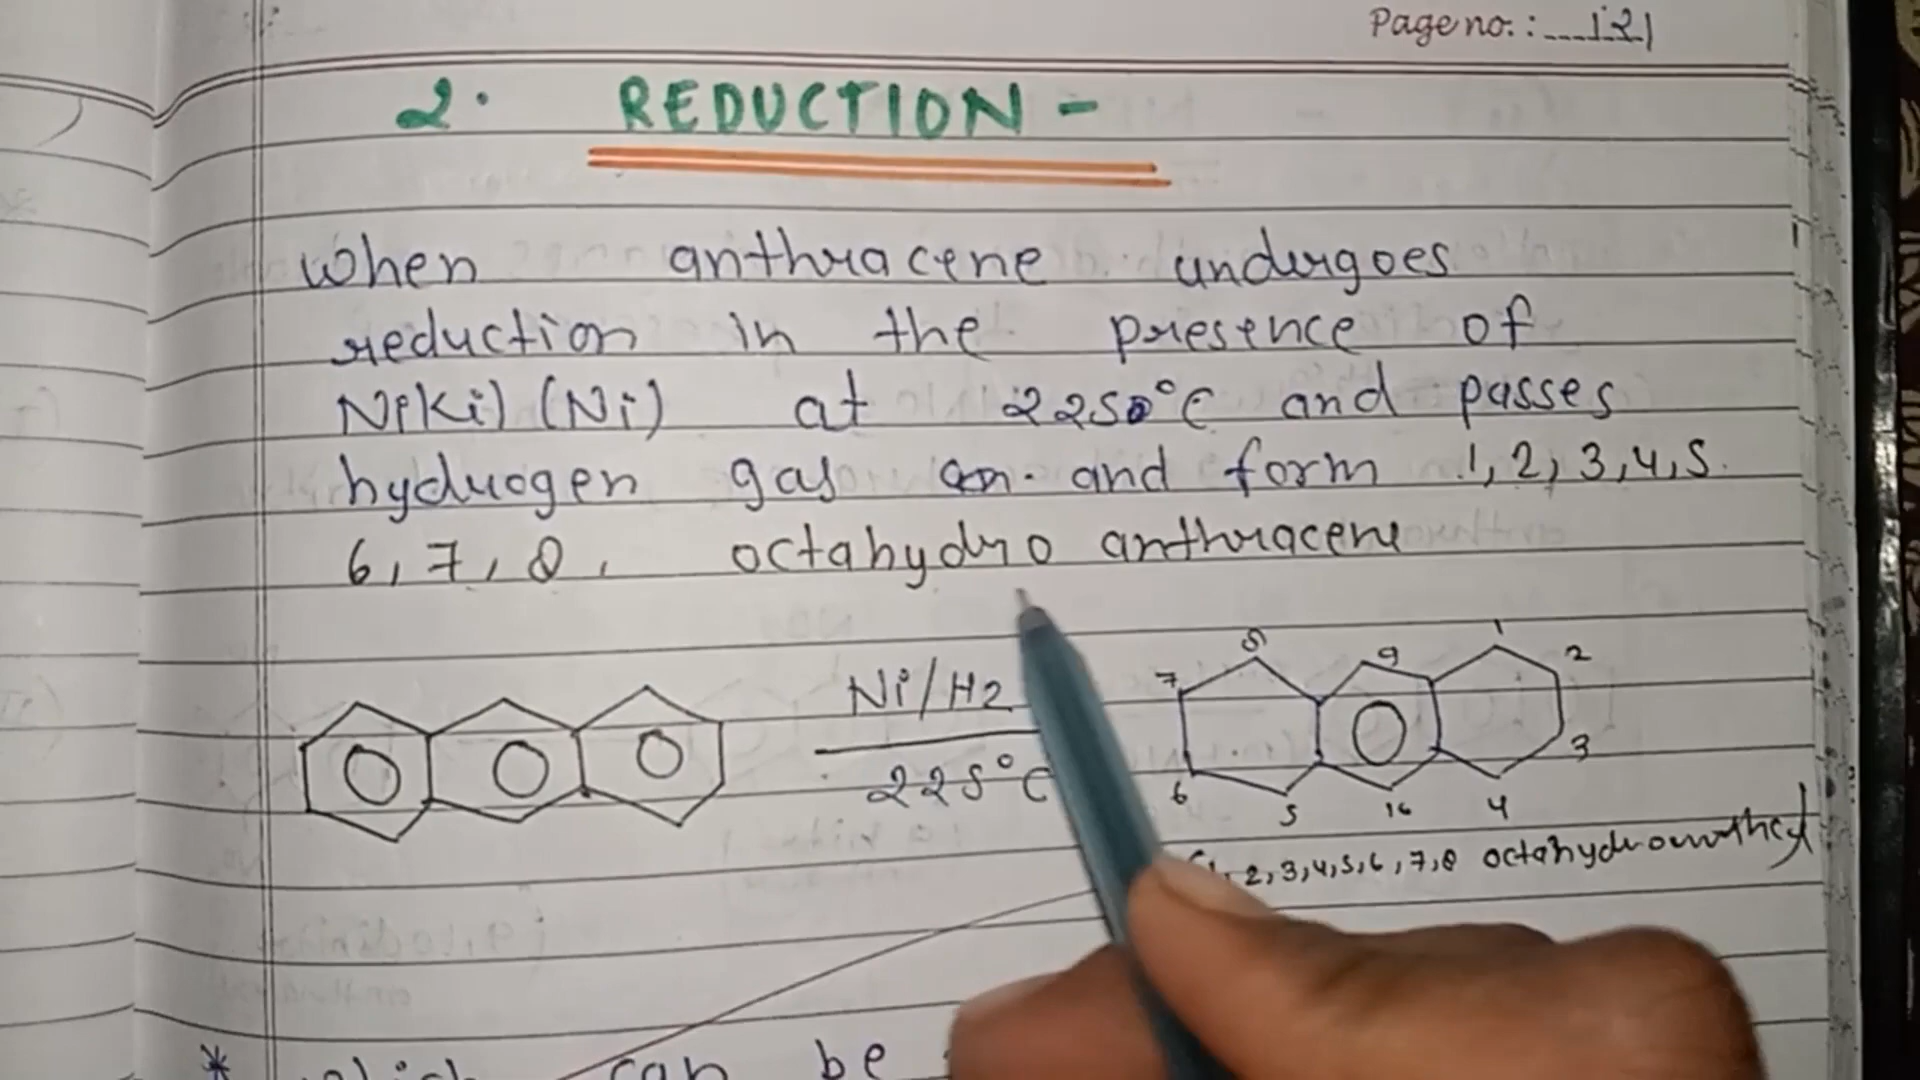 Page no.: 121
2. REDUCTION -
When anthracene undergoes
reduction in the presence of
Nikil (Ni) at 2250°C and passes
hydrogen gas an. and form 1, 2, 3, 4, 5.
6, 7, 8, octahydro anthracene
Ni/H2
225°C
8 9 1 2
7 3
6 5 10 4
2,3,4,5,6,7,8
can be